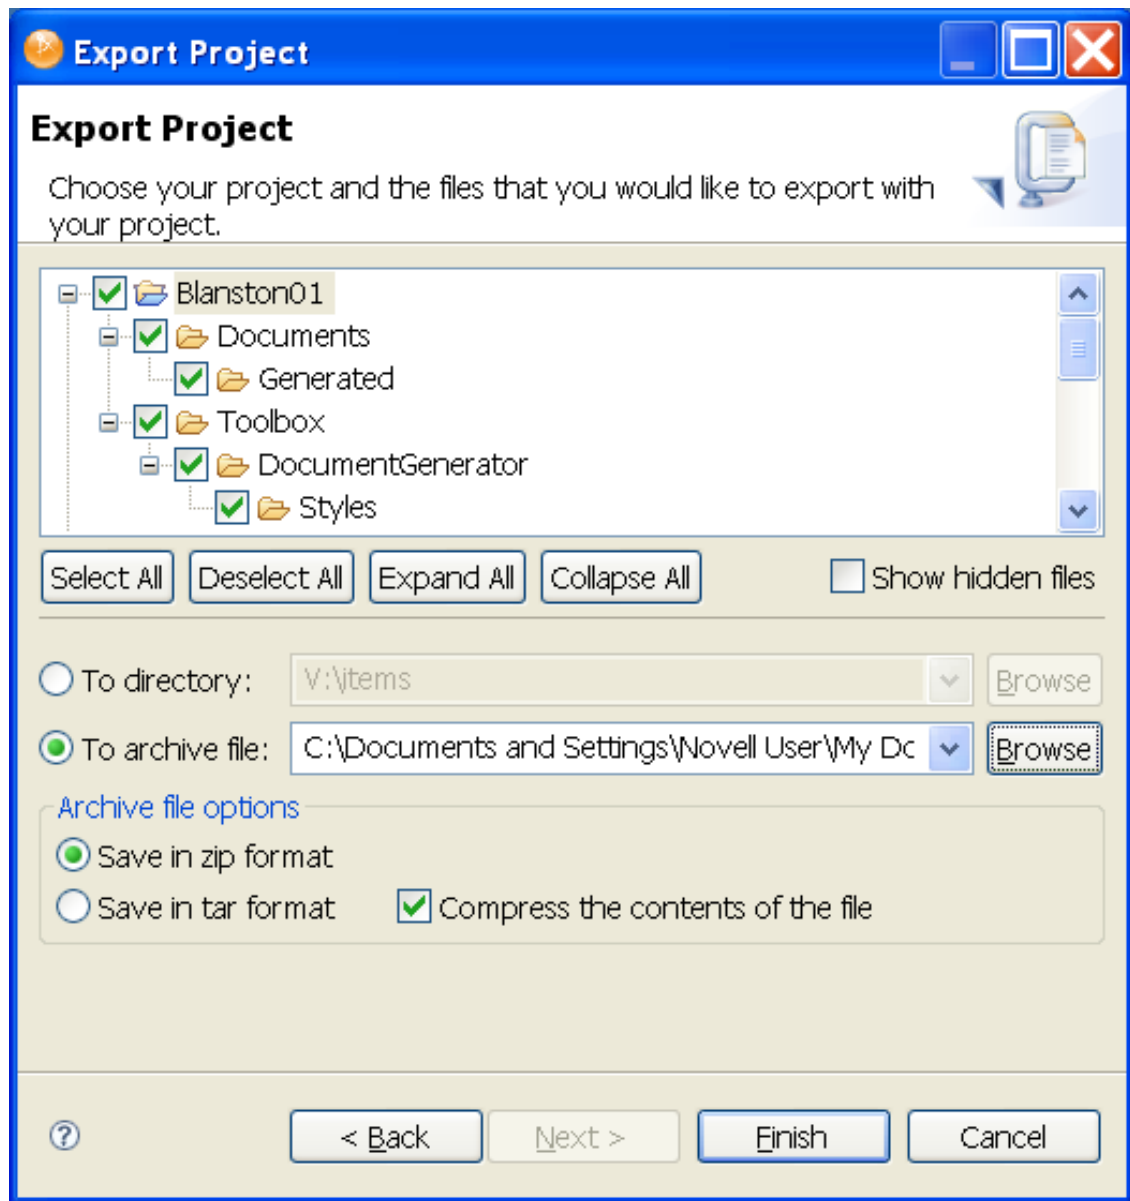 Export Project
Export Project
Choose your project and the files that you would like to export with
your project.
Blanston01
Documents
Generated
Toolbox
DocumentGenerator
Styles
Select All Deselect All Expand All Collapse All Show hidden files
To directory: V:\items Browse
To archive file: C:\Documents and Settings\Novell User\My Dc Browse
Archive file options
Save in zip format
Save in tar format Compress the contents of the file
? < Back Next > Finish Cancel